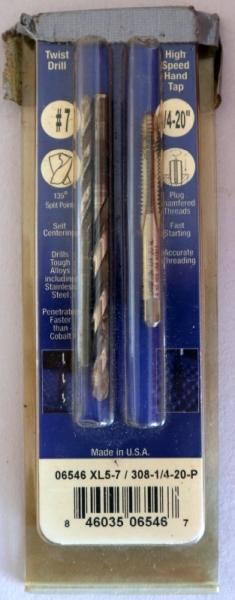 Twist
Drill
#7
135°
Split Point
Self
Centering
Drills
Tough
Alloys
including
Stainless
Steel.
Penetrates
Faster
than
Cobalt
High
Speed
Hand
Tap
1/4-20"
Plug
Chamfered
Threads
Fast
Starting
Accurate
Threading
Made in U.S.A.
06546 XL5-7 / 308-1/4-20-P
8 46035 06546 7